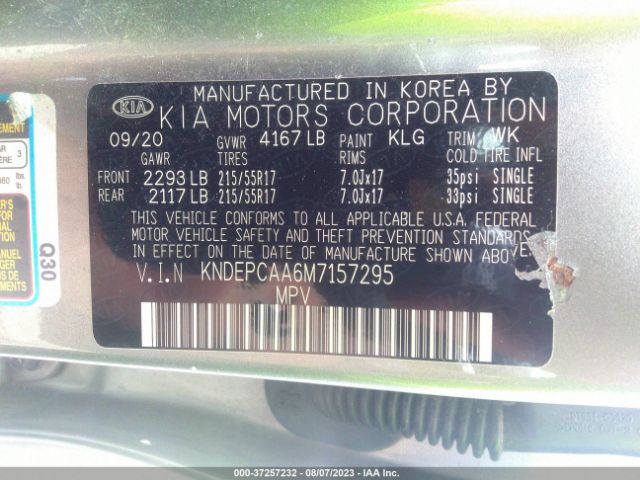 MANUFACTURED IN KOREA BY
KIA KIA MOTORS CORPORATION
09/20 GVWR 4167 LB PAINT KLG TRIM WK
GAWR TIRES RIMS COLD TIRE INFL
FRONT 2293 LB 215/55R17 7.0Jx17 35psi SINGLE
REAR 2117 LB 215/55R17 7.0Jx17 33psi SINGLE
THIS VEHICLE CONFORMS TO ALL APPLICABLE U.S.A. FEDERAL
MOTOR VEHICLE SAFETY AND THEFT PREVENTION STANDARDS
IN EFFECT ON THE DATE OF MANUFACTURE SHOWN ABOVE.
V.I.N KNDEPCAA6M7157295
MPV
Q30
000-37257232 - 08/07/2023 - IAAI.com